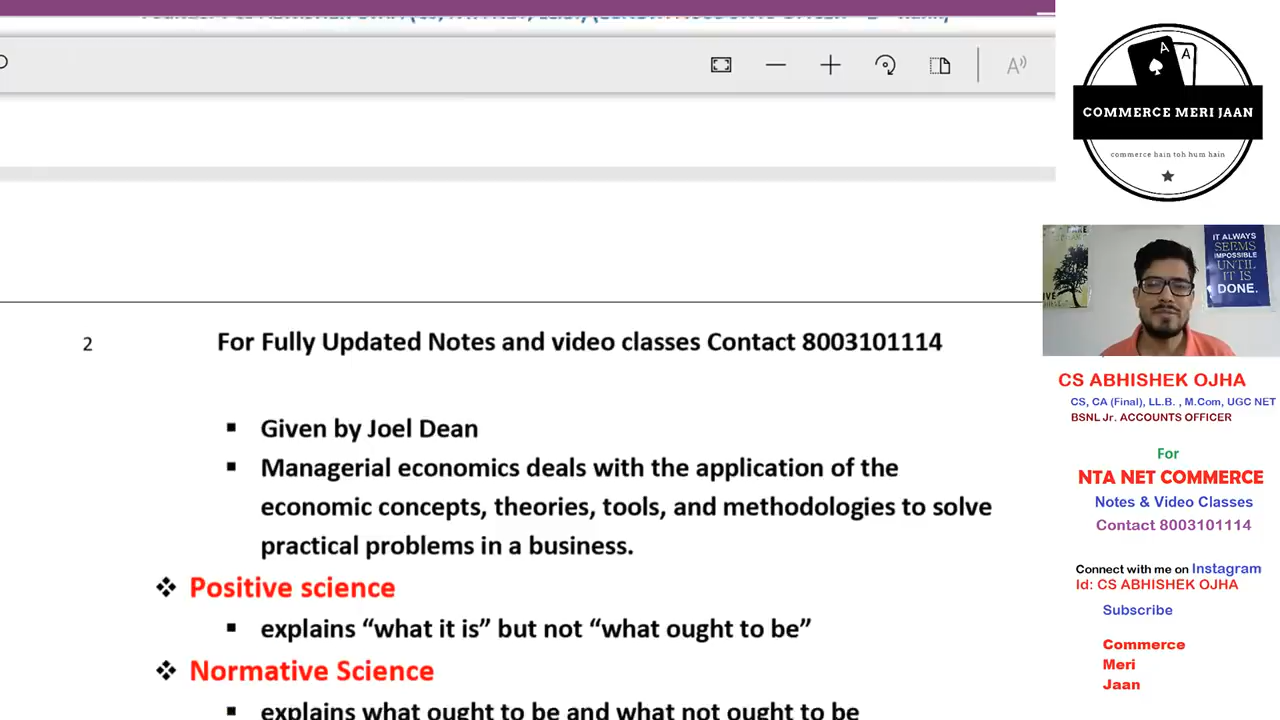 A
A
COMMERCE MERI JAAN
commerce hain toh hum hain
IT ALWAYS
SEEMS
IMPOSSIBLE
UNTIL
IT IS
DONE.
2
For Fully Updated Notes and video classes Contact 8003101114
▪ Given by Joel Dean
▪ Managerial economics deals with the application of the
economic concepts, theories, tools, and methodologies to solve
practical problems in a business.
❖ Positive science
▪ explains “what it is” but not “what ought to be”
❖ Normative Science
▪ explains what ought to be and what not ought to be
CS ABHISHEK OJHA
CS, CA (Final), LL.B. , M.Com, UGC NET
BSNL Jr. ACCOUNTS OFFICER
For
NTA NET COMMERCE
Notes & Video Classes
Contact 8003101114
Connect with me on Instagram
Id: CS ABHISHEK OJHA
Subscribe
Commerce
Meri
Jaan